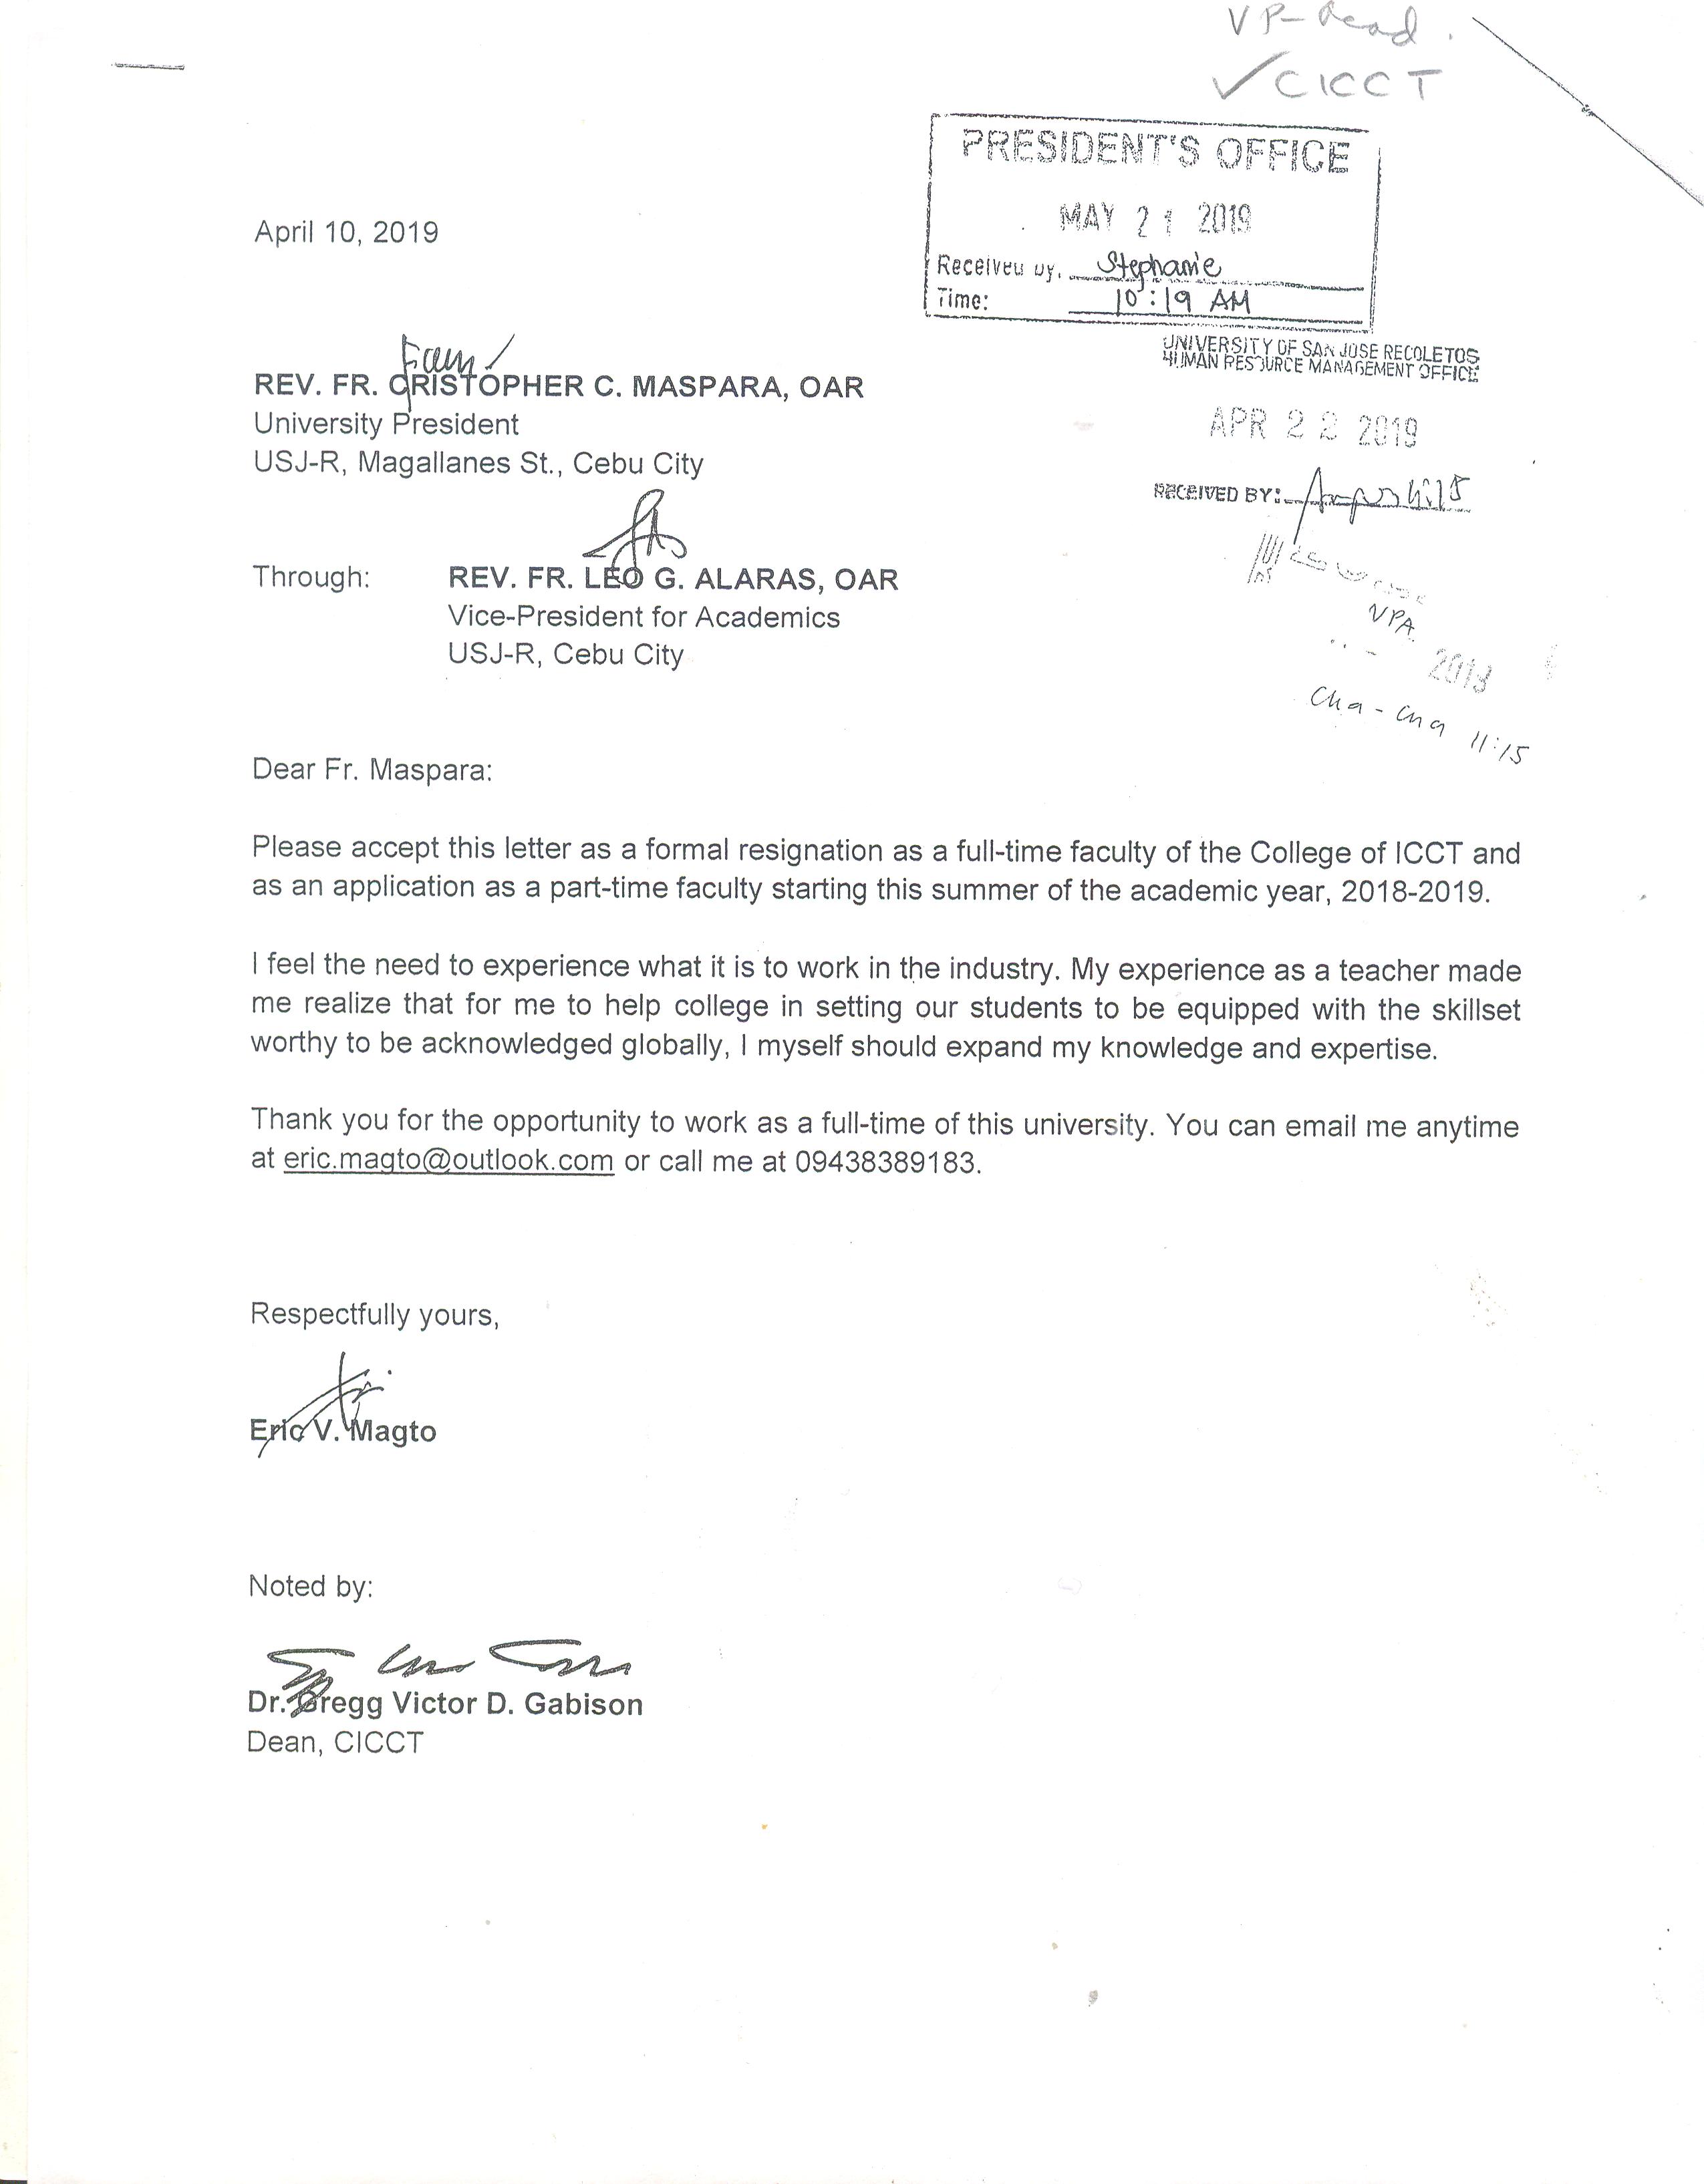 VP-Acad.
✓ CICCT
PRESIDENT'S OFFICE
MAY 21 2019
Received by. Stephanie
Time: 10:19 AM
April 10, 2019
UNIVERSITY OF SAN JOSE RECOLETOS
HUMAN RESOURCE MANAGEMENT OFFICE
APR 22 2019
RECEIVED BY:
REV. FR. CRISTOPHER C. MASPARA, OAR
University President
USJ-R, Magallanes St., Cebu City
Through: REV. FR. LEO G. ALARAS, OAR
Vice-President for Academics
USJ-R, Cebu City
VPA
Cha-cha 11:15
Dear Fr. Maspara:
Please accept this letter as a formal resignation as a full-time faculty of the College of ICCT and
as an application as a part-time faculty starting this summer of the academic year, 2018-2019.
I feel the need to experience what it is to work in the industry. My experience as a teacher made
me realize that for me to help college in setting our students to be equipped with the skillset
worthy to be acknowledged globally, I myself should expand my knowledge and expertise.
Thank you for the opportunity to work as a full-time of this university. You can email me anytime
at eric.magto@outlook.com or call me at 09438389183.
Respectfully yours,
Eric V. Magto
Noted by:
Dr. Gregg Victor D. Gabison
Dean, CICCT